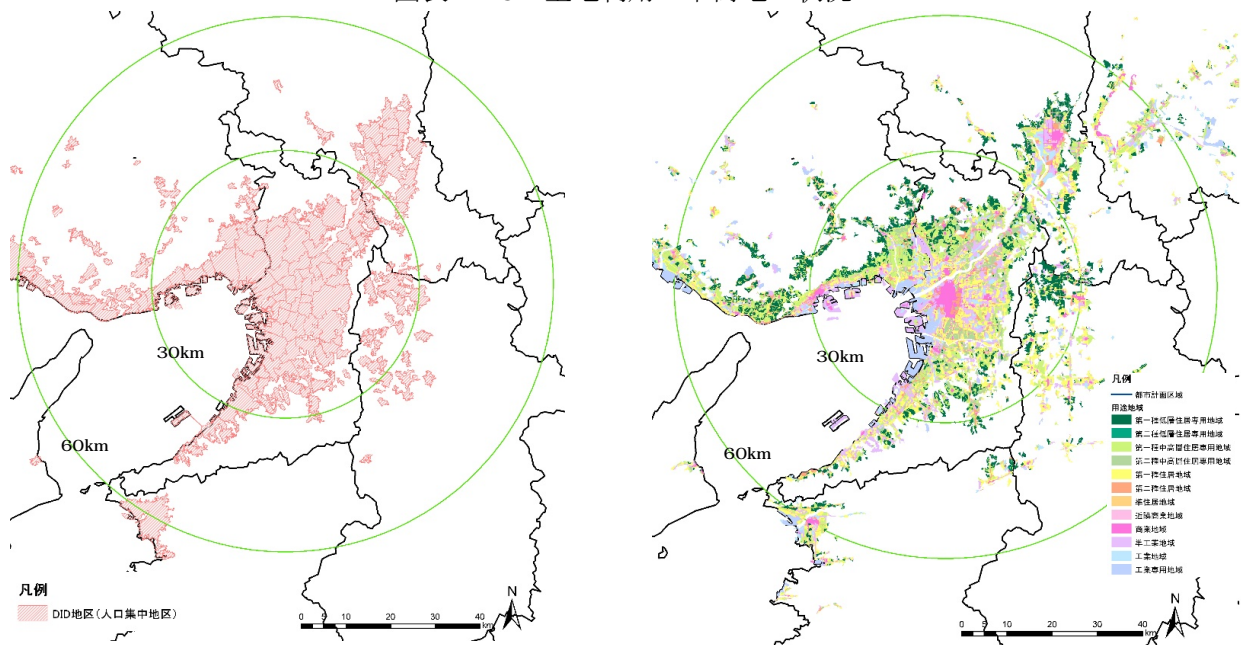 30km
60km
凡例
DID地区(人口集中地区)
0 5 10 20 30 40
km
N
30km
60km
凡例
都市計画区域
用途地域
第一種低層住居専用地域
第二種低層住居専用地域
第一種中高層住居専用地域
第二種中高層住居専用地域
第一種住居地域
第二種住居地域
準住居地域
近隣商業地域
商業地域
準工業地域
工業地域
工業専用地域
0 5 10 20 30 40
km
N